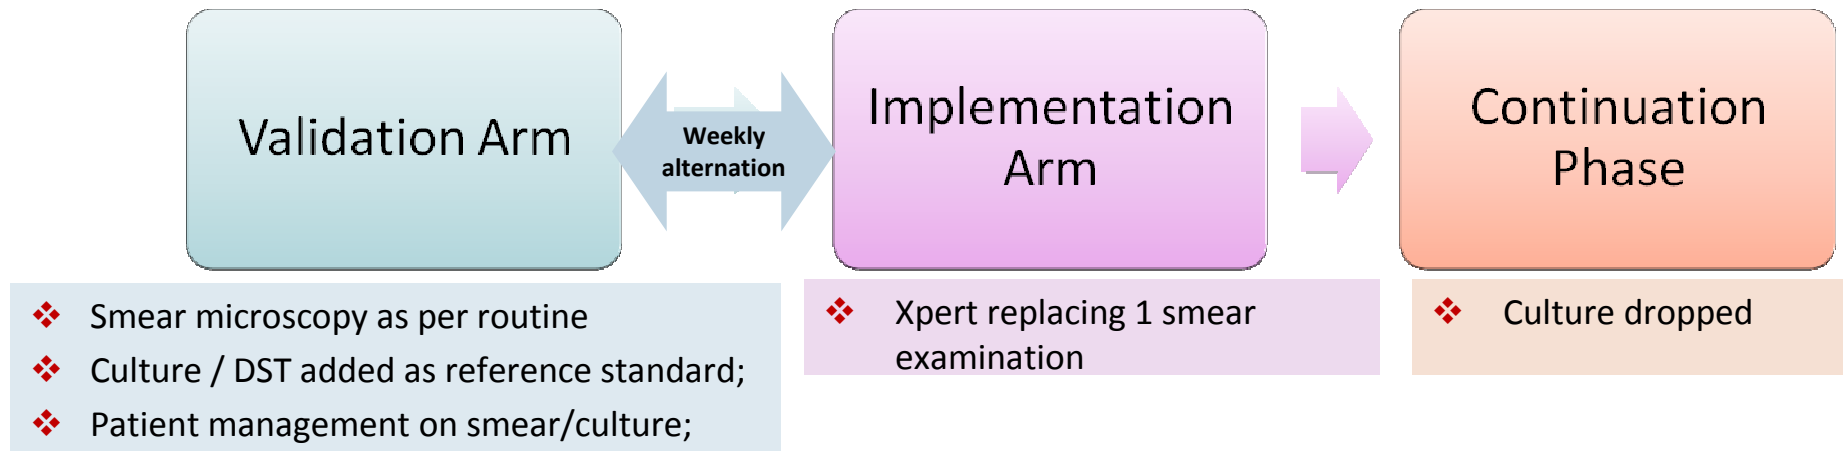 Validation Arm
Weekly
alternation
Implementation
Arm
Continuation
Phase
❖ Smear microscopy as per routine
❖ Culture / DST added as reference standard;
❖ Patient management on smear/culture;
❖ Xpert replacing 1 smear
examination
❖ Culture dropped